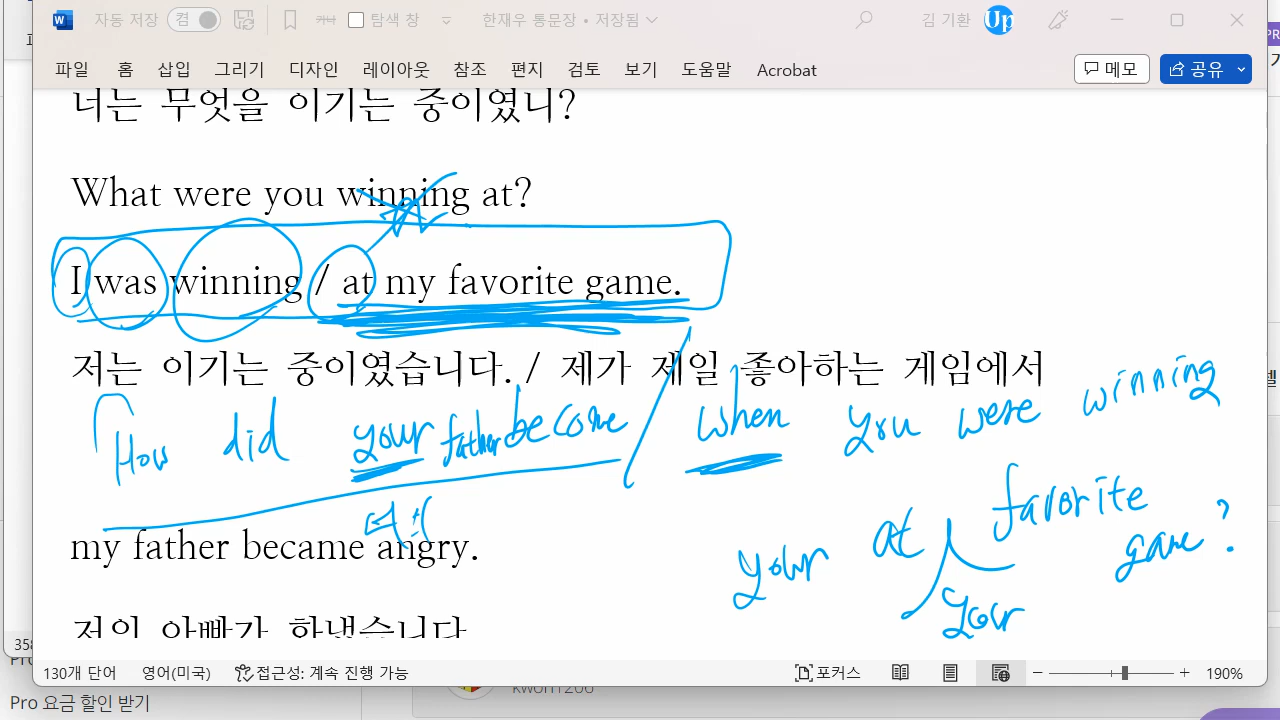 자동 저장 켬 탐색 창 한재우 통문장 • 저장됨 김 기환 Up
파일 홈 삽입 그리기 디자인 레이아웃 참조 편지 검토 보기 도움말 Acrobat 메모 공유
너는 무엇을 이기는 중이였니?
What were you winning at?
I was winning / at my favorite game.
저는 이기는 중이였습니다. / 제가 제일 좋아하는 게임에서
How did your father become / when you were winning
your at your favorite game?
my father became angry.
저의 아빠가 화냈습니다
358
130개 단어 영어(미국) 접근성: 계속 진행 가능 포커스 190%
kwon1200
Pro 요금 할인 받기